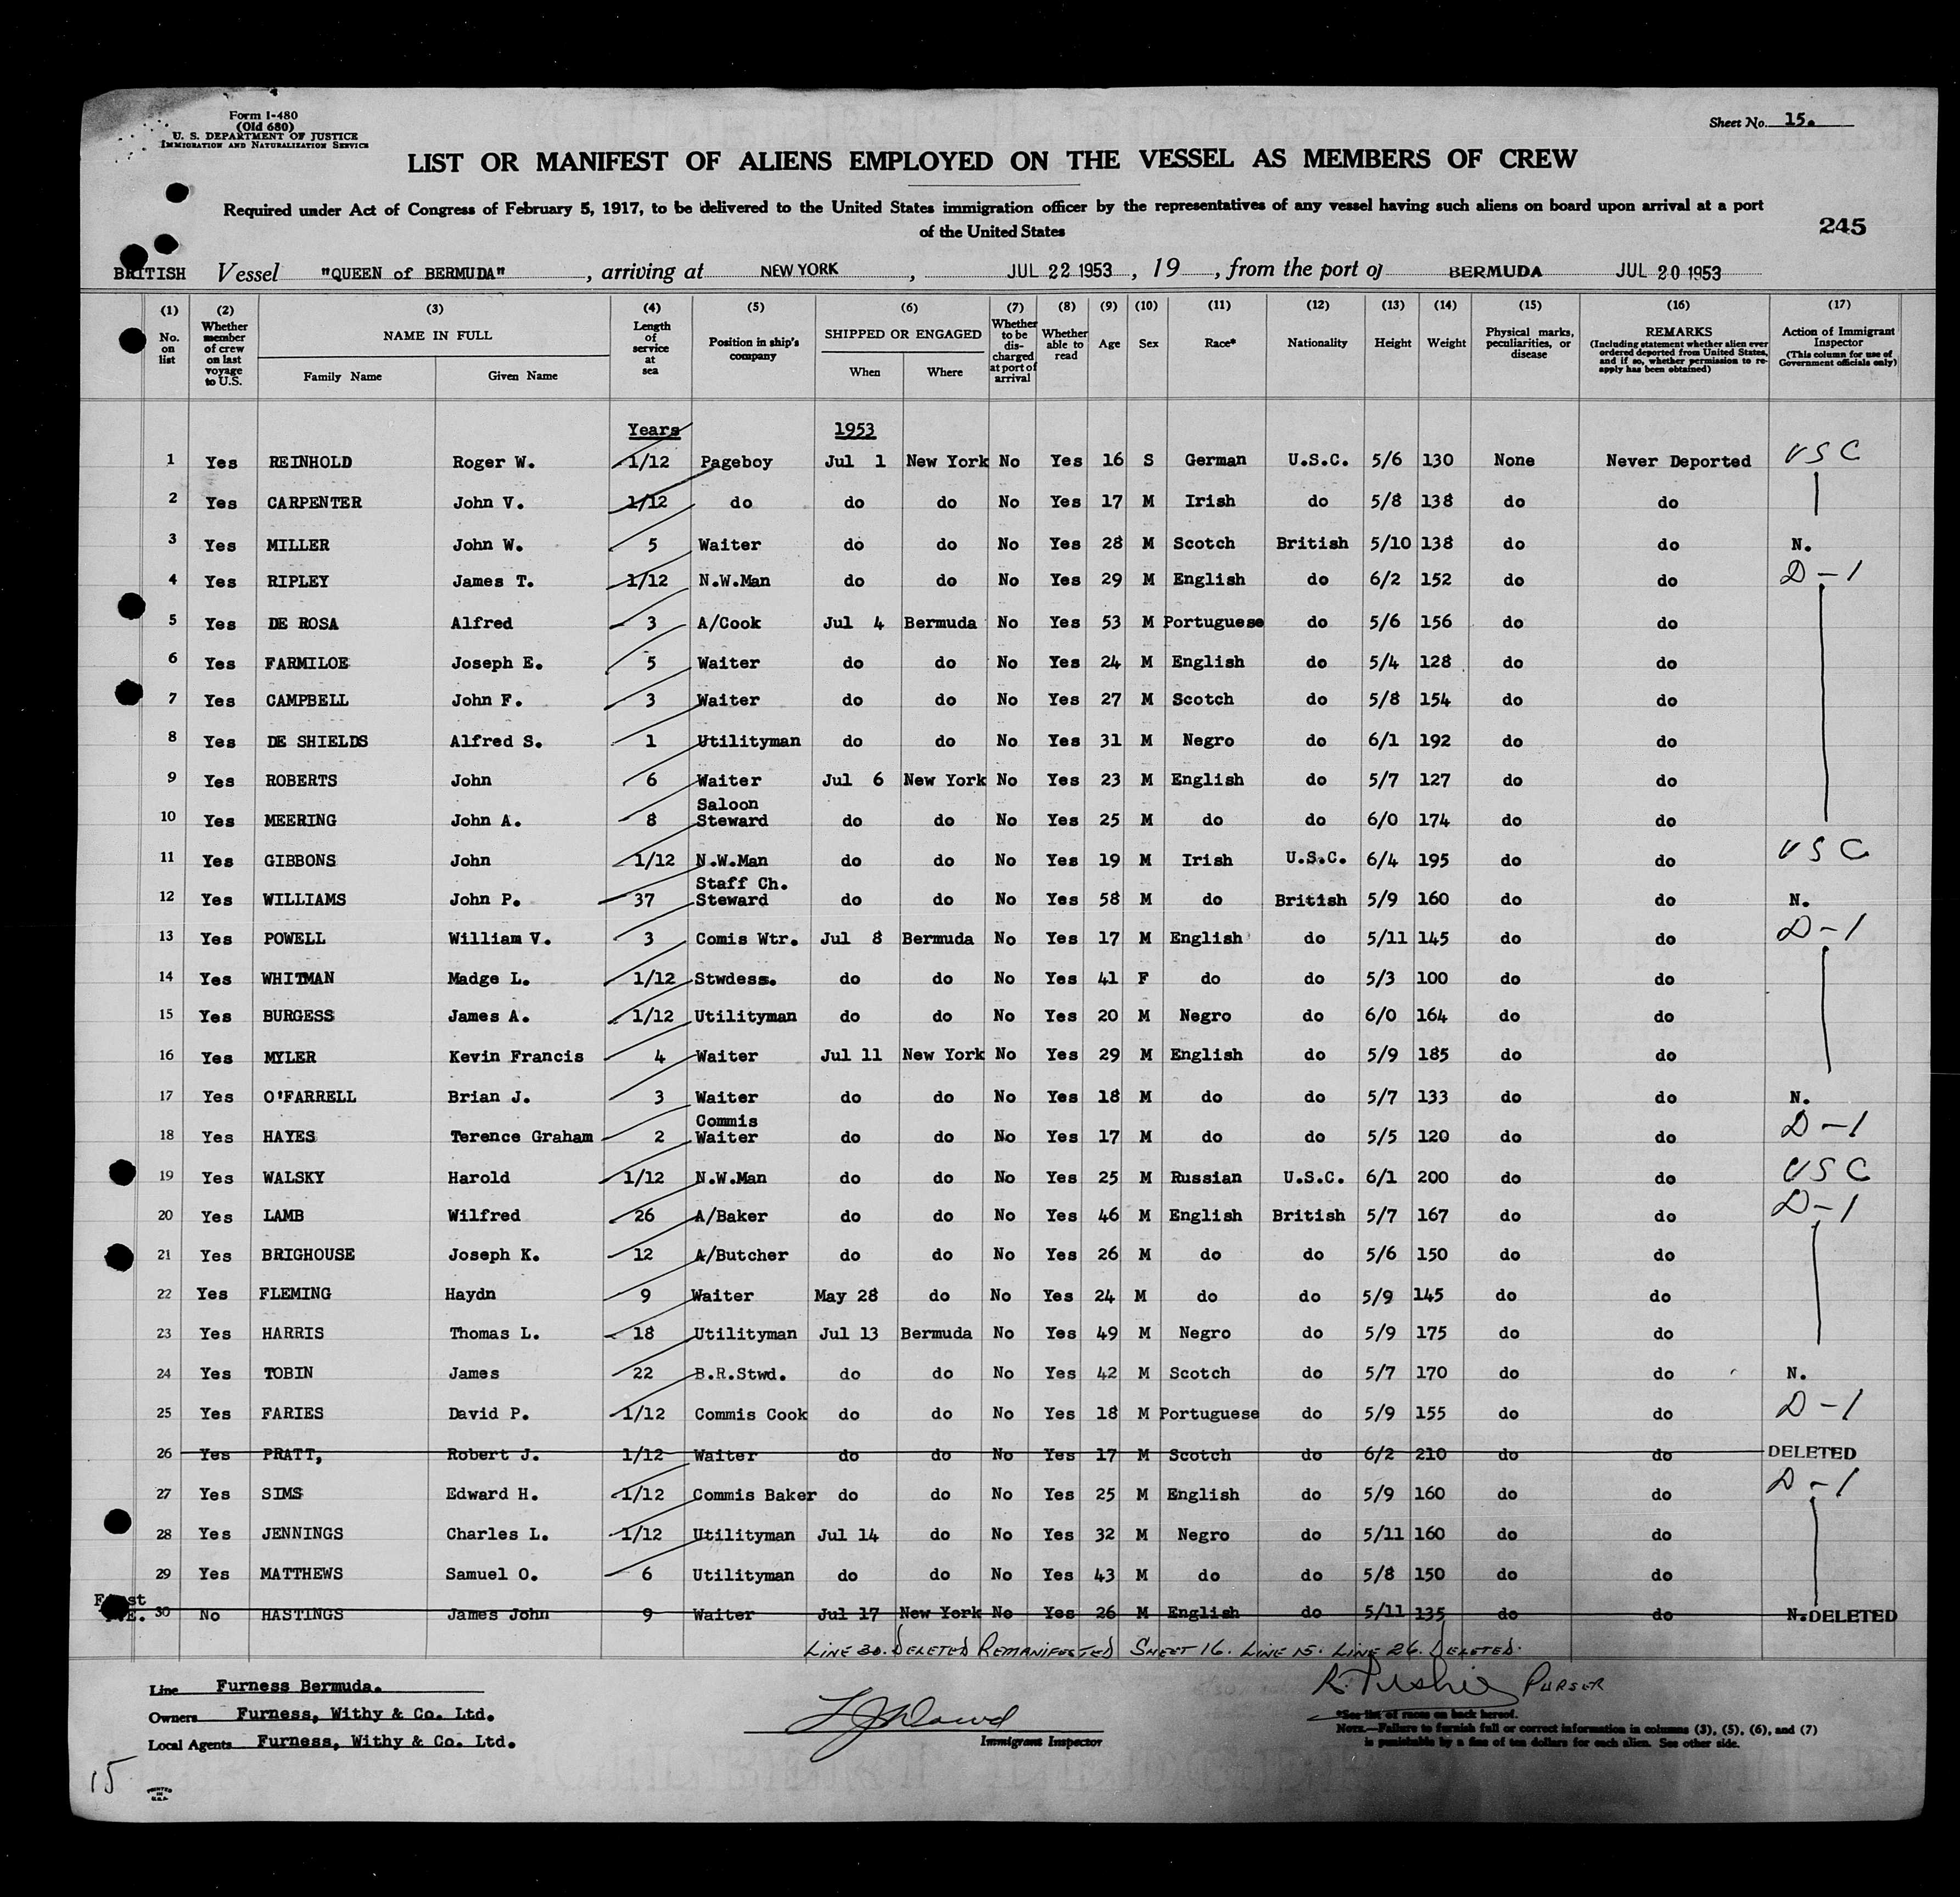 Form I-480
(Old 680)
U. S. DEPARTMENT OF JUSTICE
IMMIGRATION AND NATURALIZATION SERVICE
Sheet No. 15.
LIST OR MANIFEST OF ALIENS EMPLOYED ON THE VESSEL AS MEMBERS OF CREW
Required under Act of Congress of February 5, 1917, to be delivered to the United States immigration officer by the representatives of any vessel having such aliens on board upon arrival at a port
of the United States
245
BRITISH Vessel "QUEEN of BERMUDA", arriving at NEW YORK, JUL 22 1953, 19 , from the port of BERMUDA JUL 20 1953
(1) No. on list (2) Whether member of crew on last voyage to U.S. (3) NAME IN FULL Family Name Given Name (4) Length of service at sea (5) Position in ship's company (6) SHIPPED OR ENGAGED When Where (7) Whether to be discharged at port of arrival (8) Whether able to read (9) Age (10) Sex (11) Race* (12) Nationality (13) Height (14) Weight (15) Physical marks, peculiarities, or disease (16) REMARKS (Including statement whether alien ever ordered deported from United States, and if so, whether permission to re-apply has been obtained) (17) Action of Immigrant Inspector (This column for use of Government officials only)
Years 1953
1 Yes REINHOLD Roger W. 1/12 Pageboy Jul 1 New York No Yes 16 S German U.S.C. 5/6 130 None Never Deported USC
2 Yes CARPENTER John V. 1/12 do do do No Yes 17 M Irish do 5/8 138 do do
3 Yes MILLER John W. 5 Waiter do do No Yes 28 M Scotch British 5/10 138 do do N.
4 Yes RIPLEY James T. 1/12 N.W.Man do do No Yes 29 M English do 6/2 152 do do D-1
5 Yes DE ROSA Alfred 3 A/Cook Jul 4 Bermuda No Yes 53 M Portuguese do 5/6 156 do do
6 Yes FARMILOE Joseph E. 5 Waiter do do No Yes 24 M English do 5/4 128 do do
7 Yes CAMPBELL John F. 3 Waiter do do No Yes 27 M Scotch do 5/8 154 do do
8 Yes DE SHIELDS Alfred S. 1 Utilityman do do No Yes 31 M Negro do 6/1 192 do do
9 Yes ROBERTS John 6 Waiter Jul 6 New York No Yes 23 M English do 5/7 127 do do
10 Yes MEERING John A. 8 Saloon Steward do do No Yes 25 M do do 6/0 174 do do
11 Yes GIBBONS John 1/12 N.W.Man do do No Yes 19 M Irish U.S.C. 6/4 195 do do USC
12 Yes WILLIAMS John P. 37 Staff Ch. Steward do do No Yes 58 M do British 5/9 160 do do N.
13 Yes POWELL William V. 3 Comis Wtr. Jul 8 Bermuda No Yes 17 M English do 5/11 145 do do D-1
14 Yes WHITMAN Madge L. 1/12 Stwdess. do do No Yes 41 F do do 5/3 100 do do
15 Yes BURGESS James A. 1/12 Utilityman do do No Yes 20 M Negro do 6/0 164 do do
16 Yes MYLER Kevin Francis 4 Waiter Jul 11 New York No Yes 29 M English do 5/9 185 do do
17 Yes O'FARRELL Brian J. 3 Waiter do do No Yes 18 M do do 5/7 133 do do N.
18 Yes HAYES Terence Graham 2 Commis Waiter do do No Yes 17 M do do 5/5 120 do do D-1
19 Yes WALSKY Harold 1/12 N.W.Man do do No Yes 25 M Russian U.S.C. 6/1 200 do do USC
20 Yes LAMB Wilfred 26 A/Baker do do No Yes 46 M English British 5/7 167 do do D-1
21 Yes BRIGHOUSE Joseph K. 12 A/Butcher do do No Yes 26 M do do 5/6 150 do do
22 Yes FLEMING Haydn 9 Waiter May 28 do No Yes 24 M do do 5/9 145 do do
23 Yes HARRIS Thomas L. 18 Utilityman Jul 13 Bermuda No Yes 49 M Negro do 5/9 175 do do
24 Yes TOBIN James 22 B.R.Stwd. do do No Yes 42 M Scotch do 5/7 170 do do N.
25 Yes FARIES David P. 1/12 Commis Cook do do No Yes 18 M Portuguese do 5/9 155 do do D-1
26 Yes PRATT, Robert J. 1/12 Waiter do do No Yes 17 M Scotch do 6/2 210 do do DELETED
27 Yes SIMS Edward H. 1/12 Commis Baker do do No Yes 25 M English do 5/9 160 do do D-1
28 Yes JENNINGS Charles L. 1/12 Utilityman Jul 14 do No Yes 32 M Negro do 5/11 160 do do
29 Yes MATTHEWS Samuel O. 6 Utilityman do do No Yes 43 M do do 5/8 150 do do
30 No HASTINGS James John 9 Waiter Jul 17 New York No Yes 26 M English do 5/11 135 do do N. DELETED
LINE 30. DELETED REMANIFESTED SHEET 16. LINE 15. LINE 26. DELETED.
Line Furness Bermuda.
Owners Furness, Withy & Co. Ltd.
Local Agents Furness, Withy & Co. Ltd.
Immigrant Inspector
PURSER
*See list of races on back hereof.
NOTE.—Failure to furnish full or correct information in columns (3), (5), (6), and (7)
is punishable by a fine of ten dollars for each alien. See other side.
15
PRINTED
IN
U.S.A.